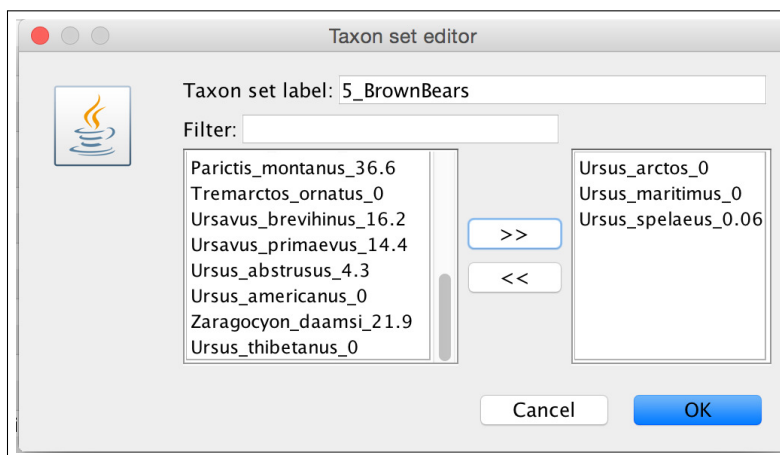 Taxon set editor
Taxon set label: 5_BrownBears
Filter:
Parictis_montanus_36.6
Tremarctos_ornatus_0
Ursavus_brevihinus_16.2
Ursavus_primaevus_14.4
Ursus_abstrusus_4.3
Ursus_americanus_0
Zaragocyon_daamsi_21.9
Ursus_thibetanus_0
>>
<<
Ursus_arctos_0
Ursus_maritimus_0
Ursus_spelaeus_0.06
Cancel
OK